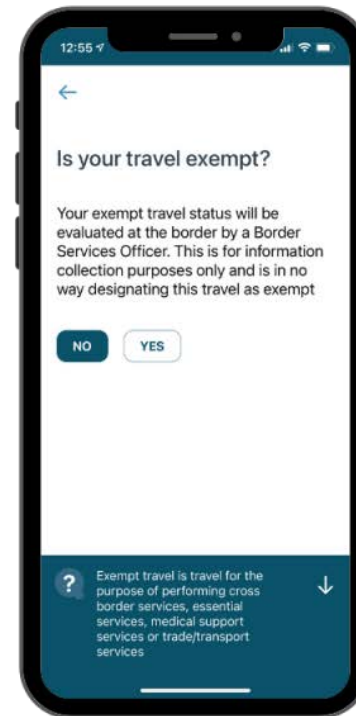 12:55
Is your travel exempt?
Your exempt travel status will be
evaluated at the border by a Border
Services Officer. This is for information
collection purposes only and is in no
way designating this travel as exempt
NO YES
? Exempt travel is travel for the
purpose of performing cross
border services, essential
services, medical support
services or trade/transport
services